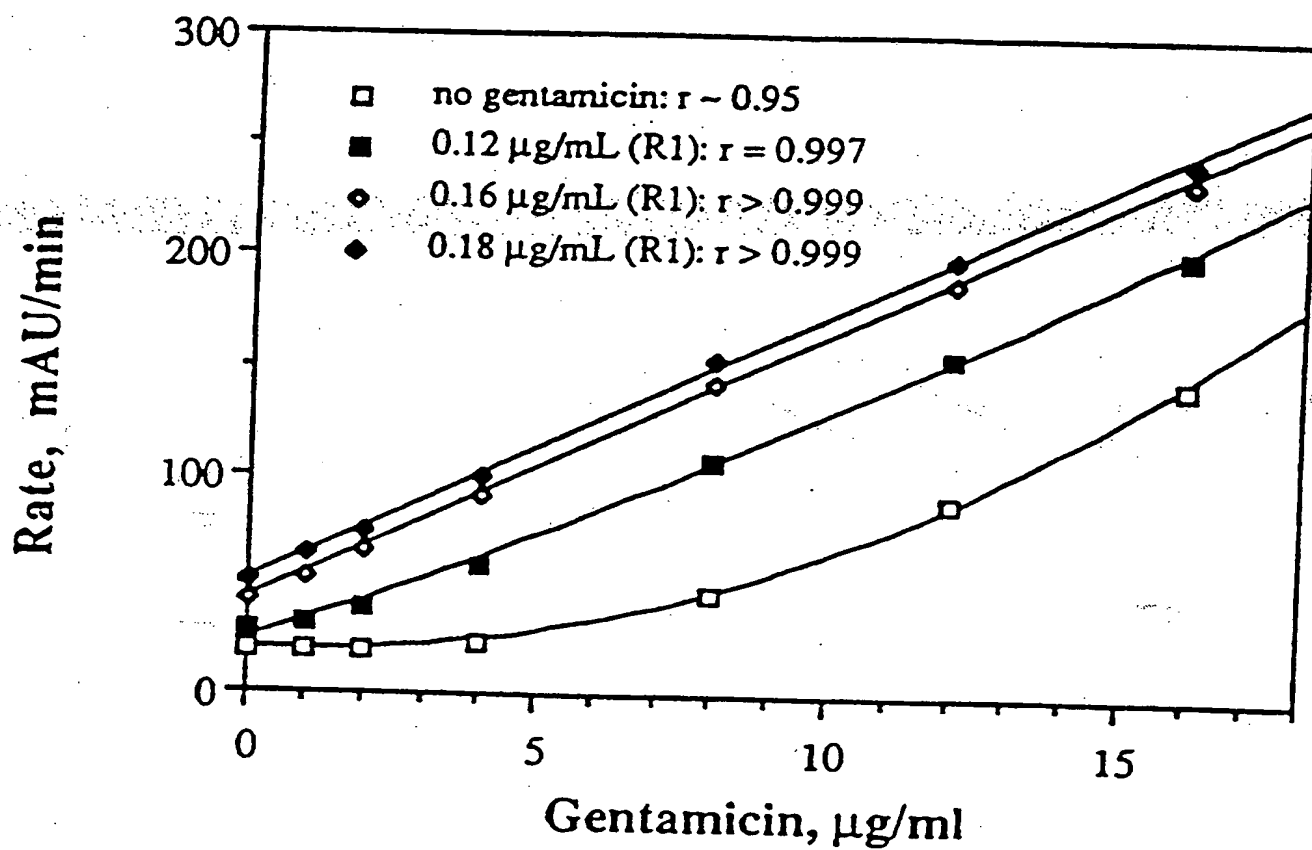 300
200
100
0
Rate, mAU/min
no gentamicin: r ~ 0.95
0.12 µg/mL (R1): r = 0.997
0.16 µg/mL (R1): r > 0.999
0.18 µg/mL (R1): r > 0.999
0 5 10 15
Gentamicin, µg/ml